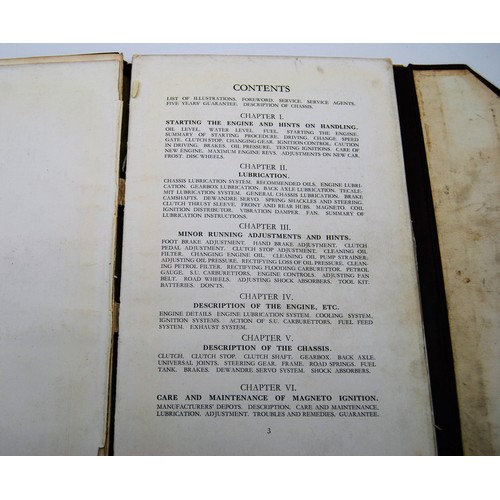 CONTENTS
LIST OF ILLUSTRATIONS. FOREWORD. SERVICE. SERVICE AGENTS.
FIVE YEARS' GUARANTEE. DESCRIPTION OF CHASSIS.
CHAPTER I.
STARTING THE ENGINE AND HINTS ON HANDLING.
OIL LEVEL. WATER LEVEL. FUEL. STARTING THE ENGINE.
SUMMARY OF STARTING PROCEDURE. DRIVING. CHANGE SPEED
GATE. CLUTCH STOP. CHANGING GEAR. IGNITION CONTROL. CAUTION
IN DRIVING. BRAKES. OIL PRESSURE. TESTING IGNITIONS. CARE OF
NEW ENGINE. MAXIMUM ENGINE REVS. ADJUSTMENTS ON NEW CAR.
FROST. DISC WHEELS.
CHAPTER II.
LUBRICATION.
CHASSIS LUBRICATION SYSTEM. RECOMMENDED OILS. ENGINE LUBRI-
CATION. GEARBOX LUBRICATION. BACK AXLE LUBRICATION. TECALE-
MIT LUBRICATION SYSTEM. GENERAL CHASSIS LUBRICATION. BRAKE
CAMSHAFTS. DEWANDRE SERVO. SPRING SHACKLES AND STEERING.
CLUTCH THRUST SLEEVE. FRONT AND REAR HUBS. MAGNETO. COIL
IGNITION DISTRIBUTOR. VIBRATION DAMPER. FAN. SUMMARY OF
LUBRICATION INSTRUCTIONS.
CHAPTER III.
MINOR RUNNING ADJUSTMENTS AND HINTS.
FOOT BRAKE ADJUSTMENT. HAND BRAKE ADJUSTMENT. CLUTCH
PEDAL ADJUSTMENT. CLUTCH STOP ADJUSTMENT. CLEANING OIL
FILTER. CHANGING ENGINE OIL. CLEANING OIL PUMP STRAINER.
ADJUSTING OIL PRESSURE. RECTIFYING LOSS OF OIL PRESSURE. CLEAN-
ING PETROL FILTER. RECTIFYING FLOODING CARBURETTOR. PETROL
GAUGE. S.U. CARBURETTORS. ENGINE CONTROLS. ADJUSTING FAN
BELT. ROAD WHEELS. ADJUSTING SHOCK ABSORBERS. TOOL KIT.
BATTERIES. DON'TS.
CHAPTER IV.
DESCRIPTION OF THE ENGINE, ETC.
ENGINE DETAILS. ENGINE LUBRICATION SYSTEM. COOLING SYSTEM,
IGNITION SYSTEMS. ACTION OF S.U. CARBURETTORS. FUEL FEED
SYSTEM. EXHAUST SYSTEM.
CHAPTER V.
DESCRIPTION OF THE CHASSIS.
CLUTCH. CLUTCH STOP. CLUTCH SHAFT. GEARBOX. BACK AXLE.
UNIVERSAL JOINTS. STEERING GEAR. FRAME. ROAD SPRINGS. FUEL
TANK. BRAKES. DEWANDRE SERVO SYSTEM. SHOCK ABSORBERS.
CHAPTER VI.
CARE AND MAINTENANCE OF MAGNETO IGNITION.
MANUFACTURERS' DEPOTS. DESCRIPTION. CARE AND MAINTENANCE.
LUBRICATION. ADJUSTMENT. TROUBLES AND REMEDIES. GUARANTEE.
3